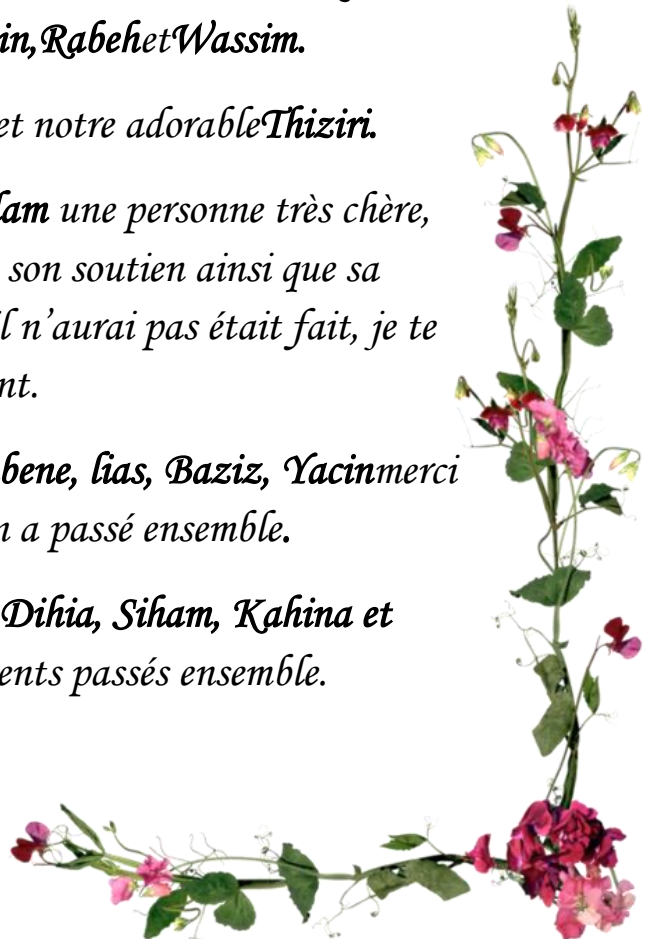 in,RabehetWassim.
et notre adorableThiziri.
lam une personne très chère,
son soutien ainsi que sa
l n’aurai pas était fait, je te
nt.
bene, lias, Baziz, Yacinmerci
n a passé ensemble.
Dihia, Siham, Kahina et
ents passés ensemble.